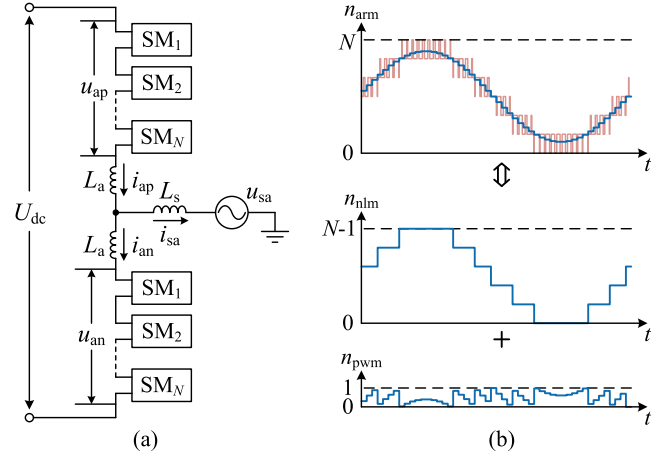 SM1
SM2
SMN
uap
La
iap
Ls
usa
Udc
isa
La
ian
SM1
SM2
SMN
uan
(a)
narm
N
0
t
nnlm
N-1
0
t
npwm
1
0
t
(b)